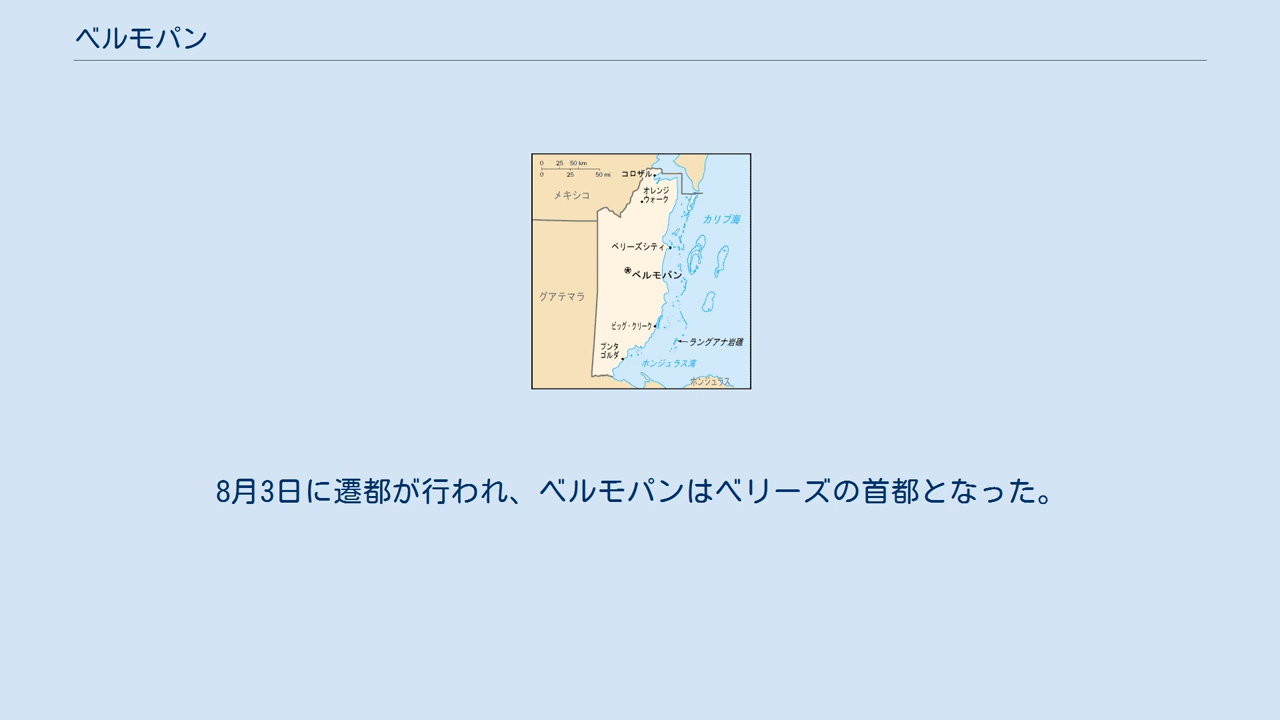 ベルモパン
0 25 50 km
0 25 50 mi
コロザル
メキシコ
オレンジ
ウォーク
カリブ海
ベリーズシティ
ベルモパン
グアテマラ
ビッグ・クリーク
プンタ
ゴルダ
ラングアナ岩礁
ホンジュラス湾
ホンジュラス
8月3日に遷都が行われ、ベルモパンはベリーズの首都となった。